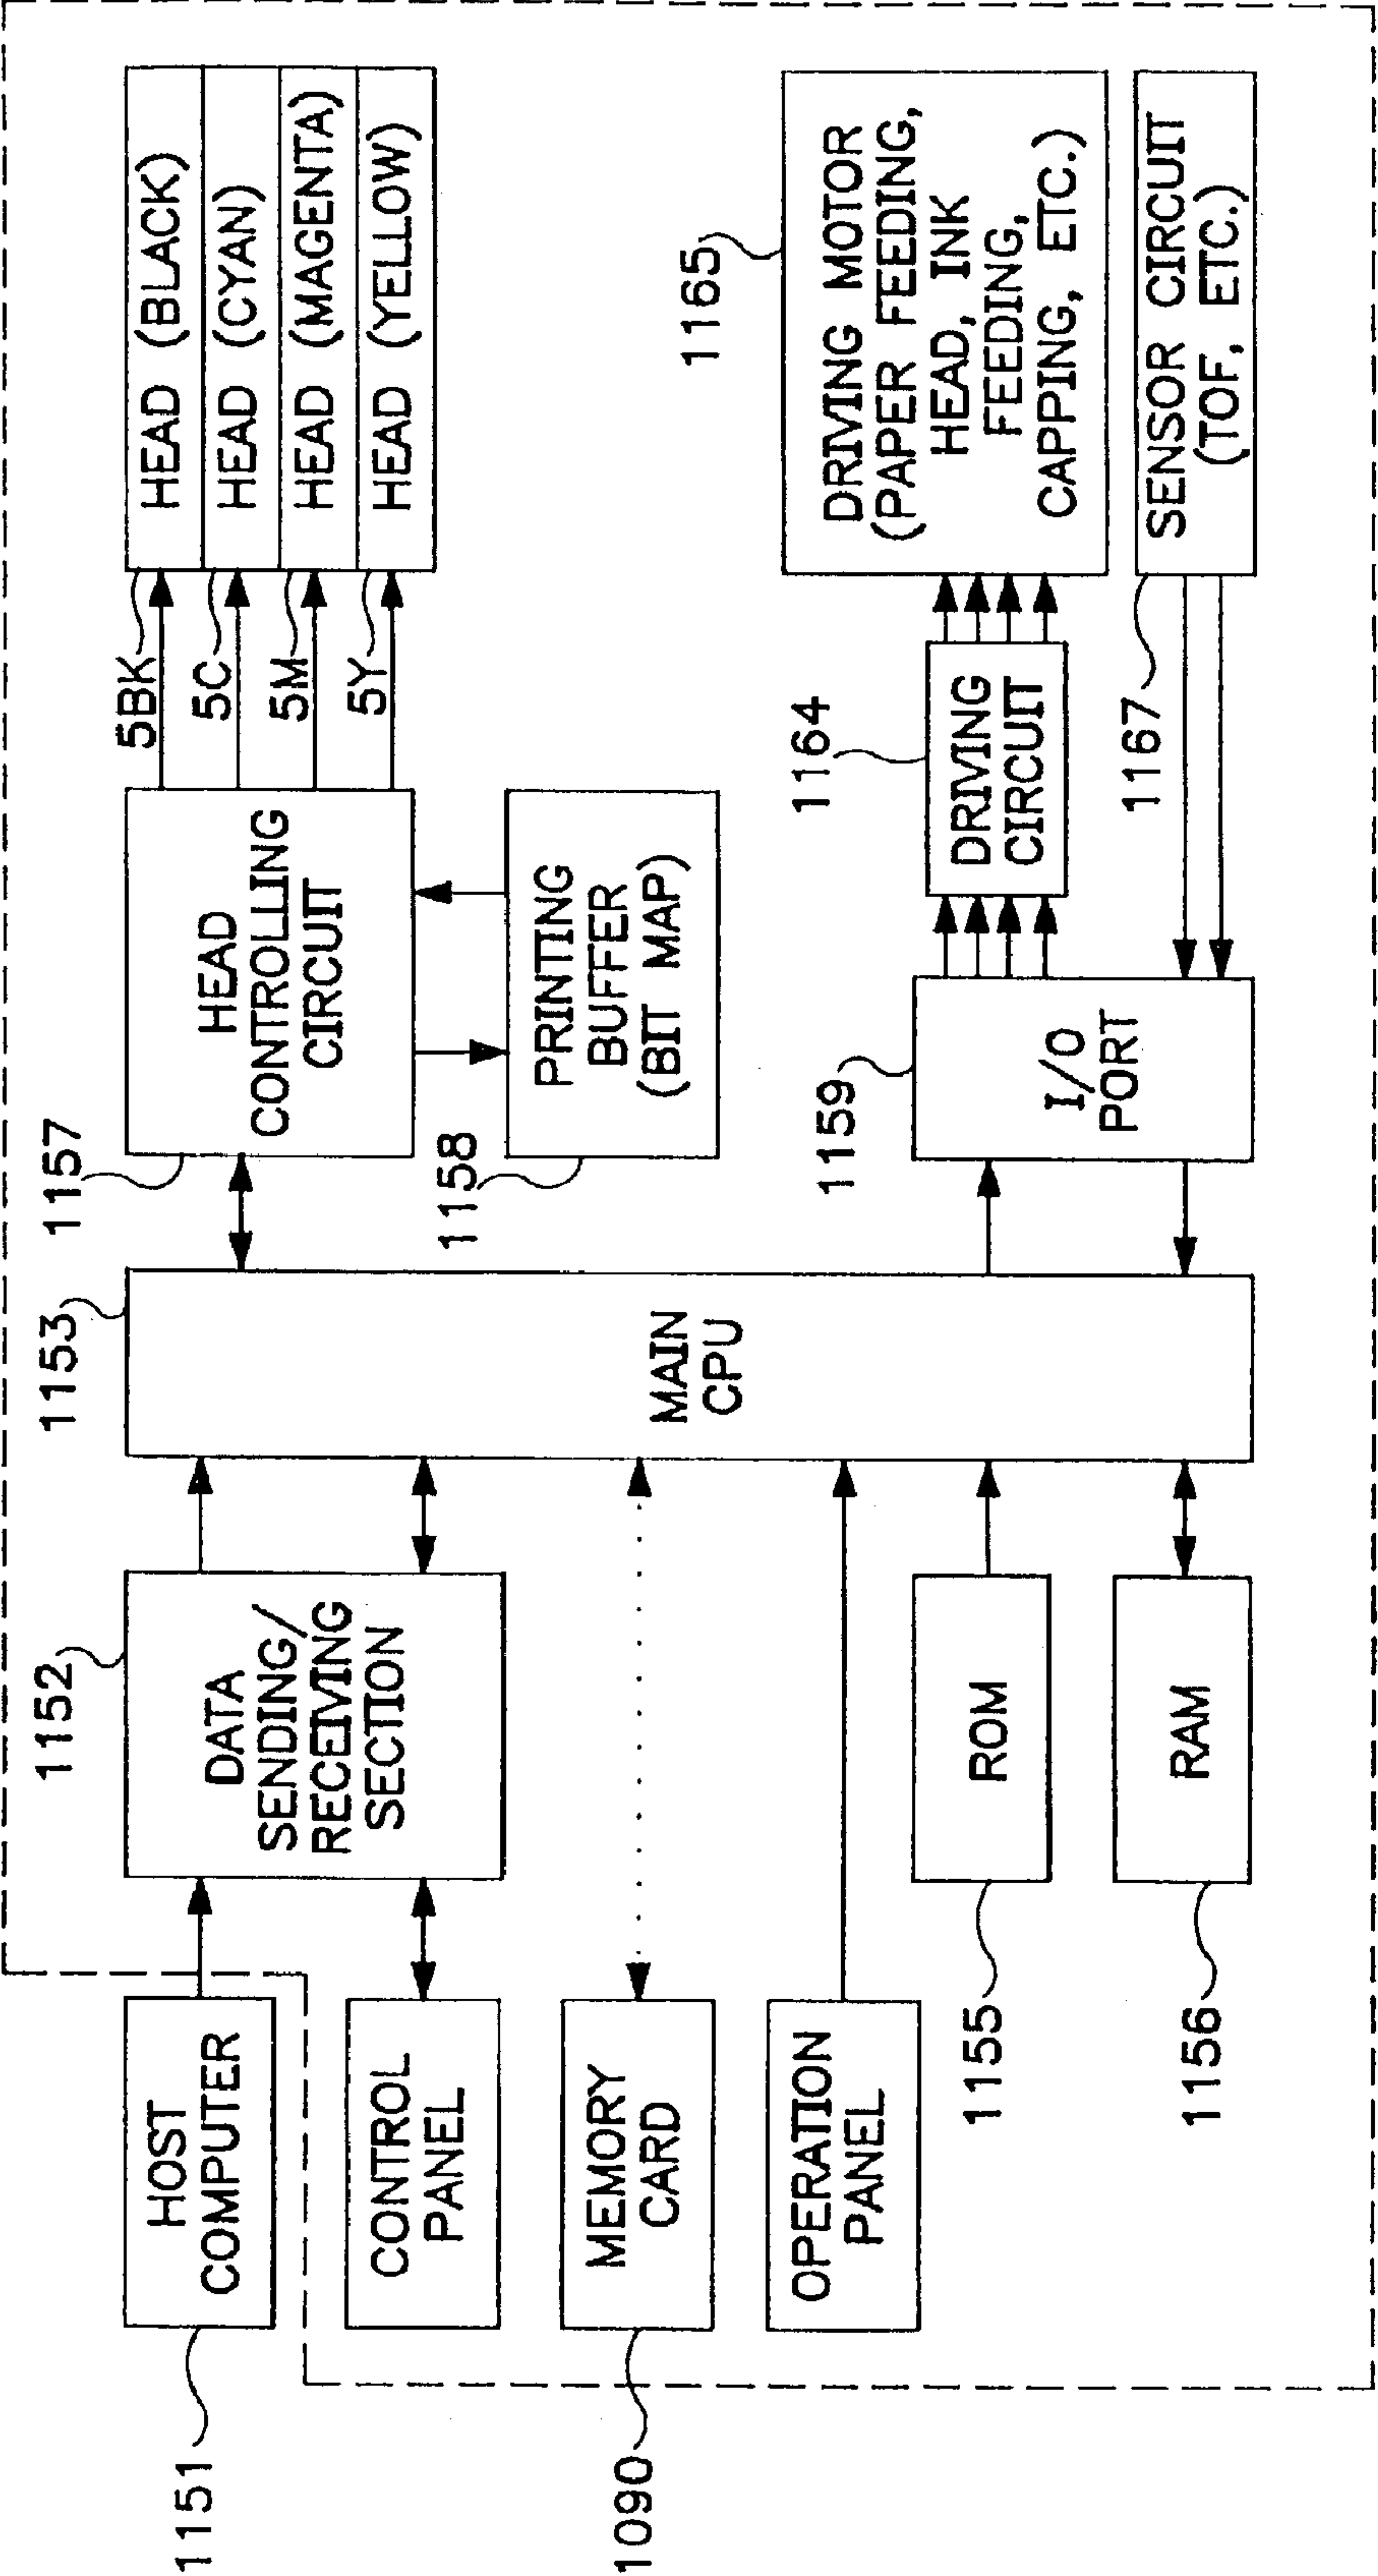 1151
HOST
COMPUTER
CONTROL
PANEL
1090
MEMORY
CARD
OPERATION
PANEL
1152
DATA
SENDING/
RECEIVING
SECTION
1155
ROM
1156
RAM
1153
MAIN
CPU
1157
HEAD
CONTROLLING
CIRCUIT
1158
PRINTING
BUFFER
(BIT MAP)
1159
I/O
PORT
5BK
5C
5M
5Y
HEAD (BLACK)
HEAD (CYAN)
HEAD (MAGENTA)
HEAD (YELLOW)
1164
DRIVING
CIRCUIT
1165
DRIVING MOTOR
(PAPER FEEDING,
HEAD, INK
FEEDING,
CAPPING, ETC.)
1167
SENSOR CIRCUIT
(TOF, ETC.)